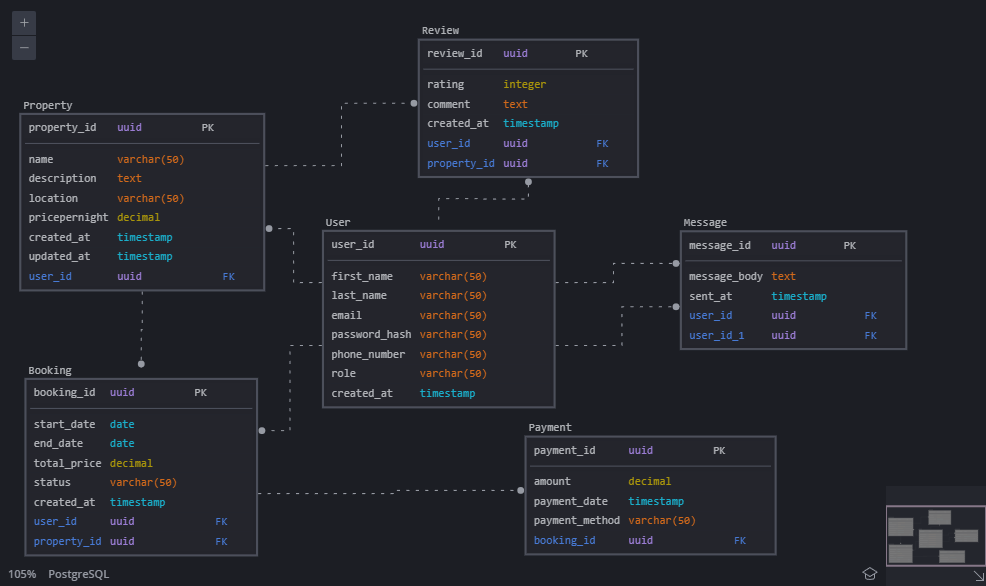 +
−
Review
review_id uuid PK
rating integer
comment text
created_at timestamp
user_id uuid FK
property_id uuid FK
Property
property_id uuid PK
name varchar(50)
description text
location varchar(50)
pricepernight decimal
created_at timestamp
updated_at timestamp
user_id uuid FK
User
user_id uuid PK
first_name varchar(50)
last_name varchar(50)
email varchar(50)
password_hash varchar(50)
phone_number varchar(50)
role varchar(50)
created_at timestamp
Message
message_id uuid PK
message_body text
sent_at timestamp
user_id uuid FK
user_id_1 uuid FK
Booking
booking_id uuid PK
start_date date
end_date date
total_price decimal
status varchar(50)
created_at timestamp
user_id uuid FK
property_id uuid FK
Payment
payment_id uuid PK
amount decimal
payment_date timestamp
payment_method varchar(50)
booking_id uuid FK
105% PostgreSQL